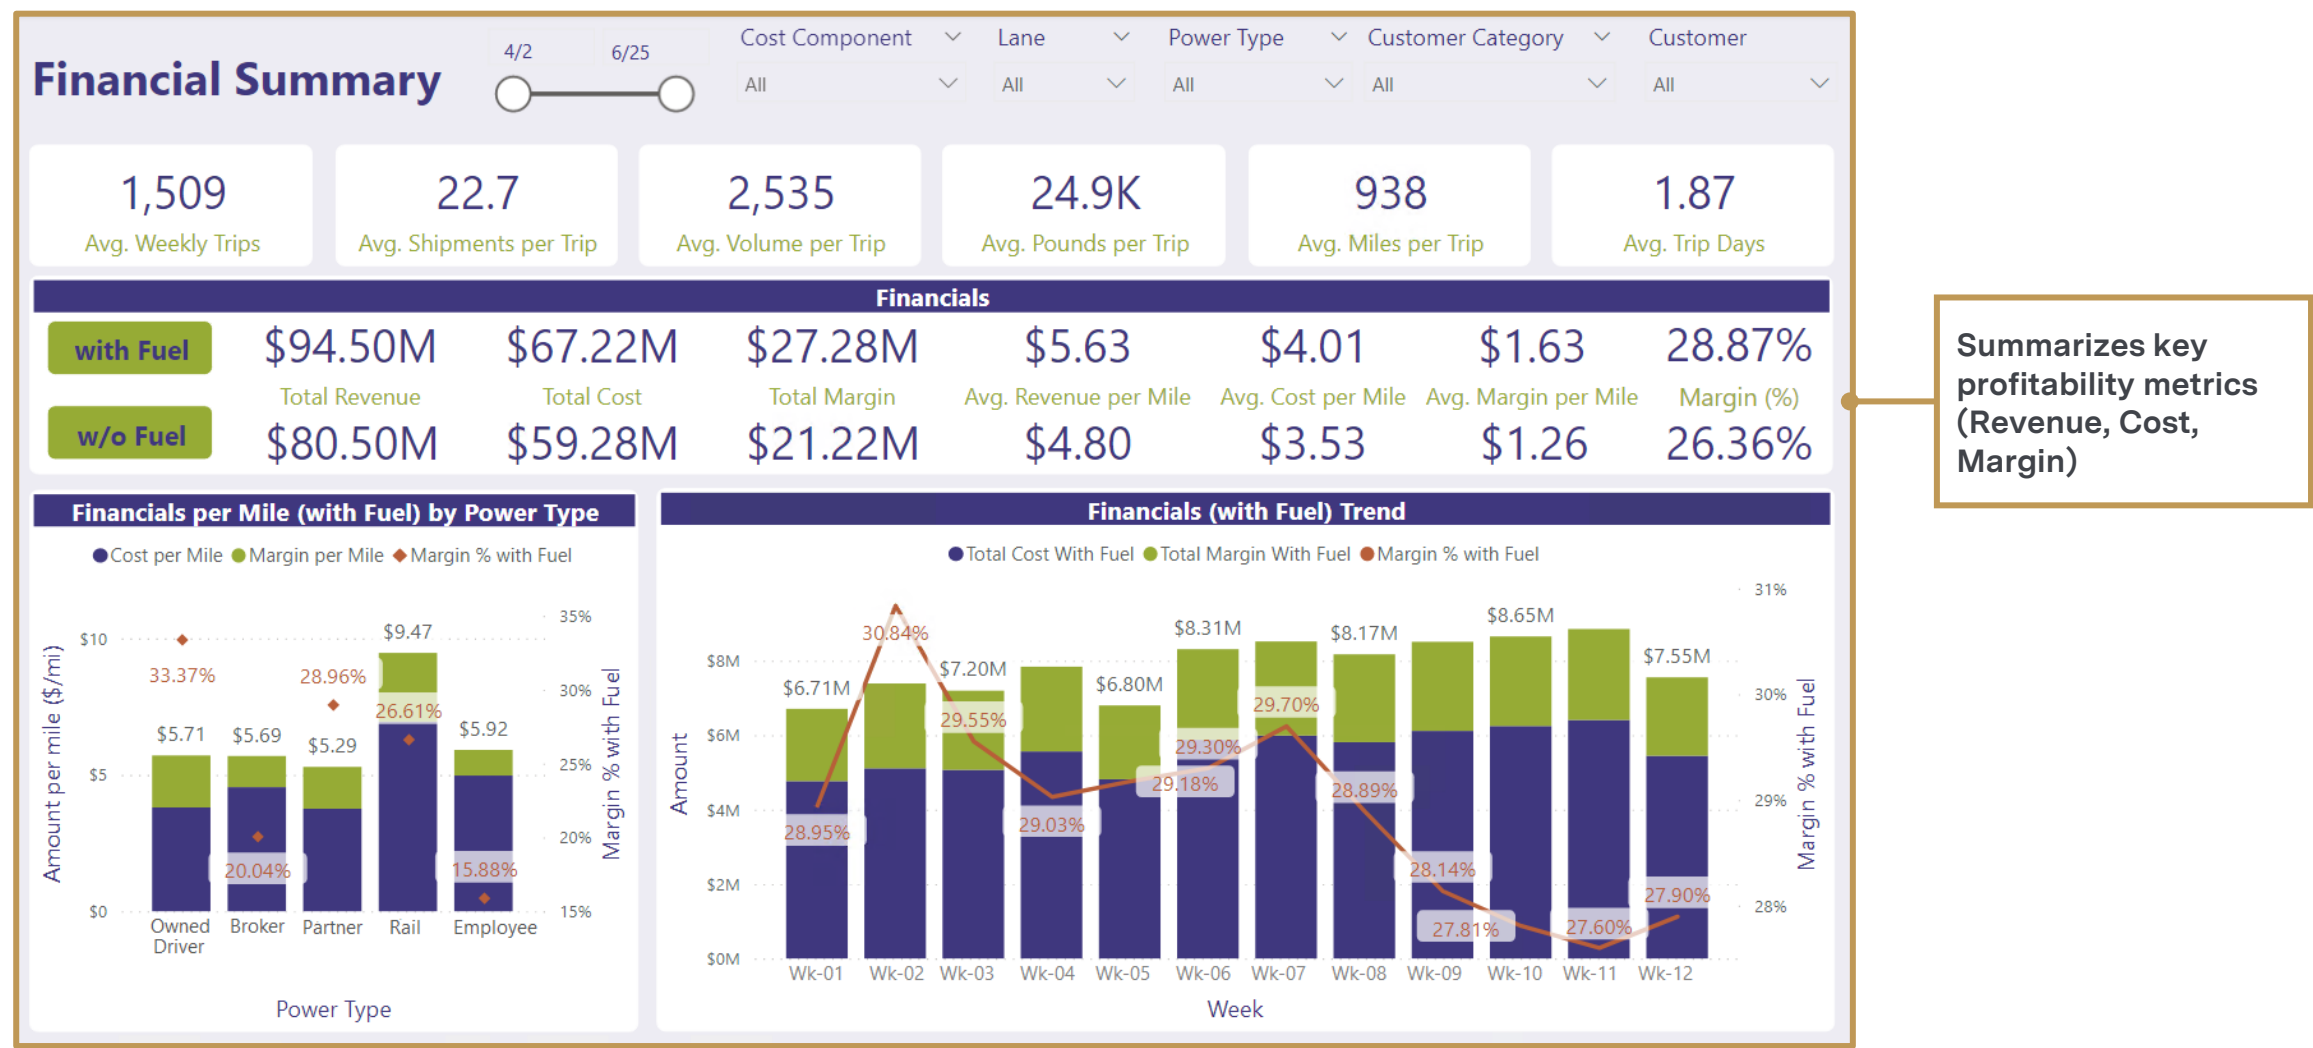 Financial Summary
4/2
6/25
Cost Component
Lane
Power Type
Customer Category
Customer
All
All
All
All
All
1,509
Avg. Weekly Trips
22.7
Avg. Shipments per Trip
2,535
Avg. Volume per Trip
24.9K
Avg. Pounds per Trip
938
Avg. Miles per Trip
1.87
Avg. Trip Days
Financials
with Fuel
$94.50M
$67.22M
$27.28M
$5.63
$4.01
$1.63
28.87%
Total Revenue
Total Cost
Total Margin
Avg. Revenue per Mile
Avg. Cost per Mile
Avg. Margin per Mile
Margin (%)
w/o Fuel
$80.50M
$59.28M
$21.22M
$4.80
$3.53
$1.26
26.36%
Financials per Mile (with Fuel) by Power Type
Cost per Mile
Margin per Mile
Margin % with Fuel
Amount per mile ($/mi)
$10
$5
$0
35%
30%
25%
20%
15%
Margin % with Fuel
33.37%
28.96%
$9.47
26.61%
$5.71
$5.69
$5.29
$5.92
20.04%
15.88%
Owned
Driver
Broker
Partner
Rail
Employee
Power Type
Financials (with Fuel) Trend
Total Cost With Fuel
Total Margin With Fuel
Margin % with Fuel
Amount
$8M
$6M
$4M
$2M
$0M
31%
30%
29%
28%
Margin % with Fuel
$6.71M
30.84%
$7.20M
$6.80M
$8.31M
$8.17M
$8.65M
$7.55M
28.95%
29.55%
29.03%
29.18%
29.30%
29.70%
28.89%
28.14%
27.81%
27.60%
27.90%
Wk-01
Wk-02
Wk-03
Wk-04
Wk-05
Wk-06
Wk-07
Wk-08
Wk-09
Wk-10
Wk-11
Wk-12
Week
Summarizes key
profitability metrics
(Revenue, Cost,
Margin)